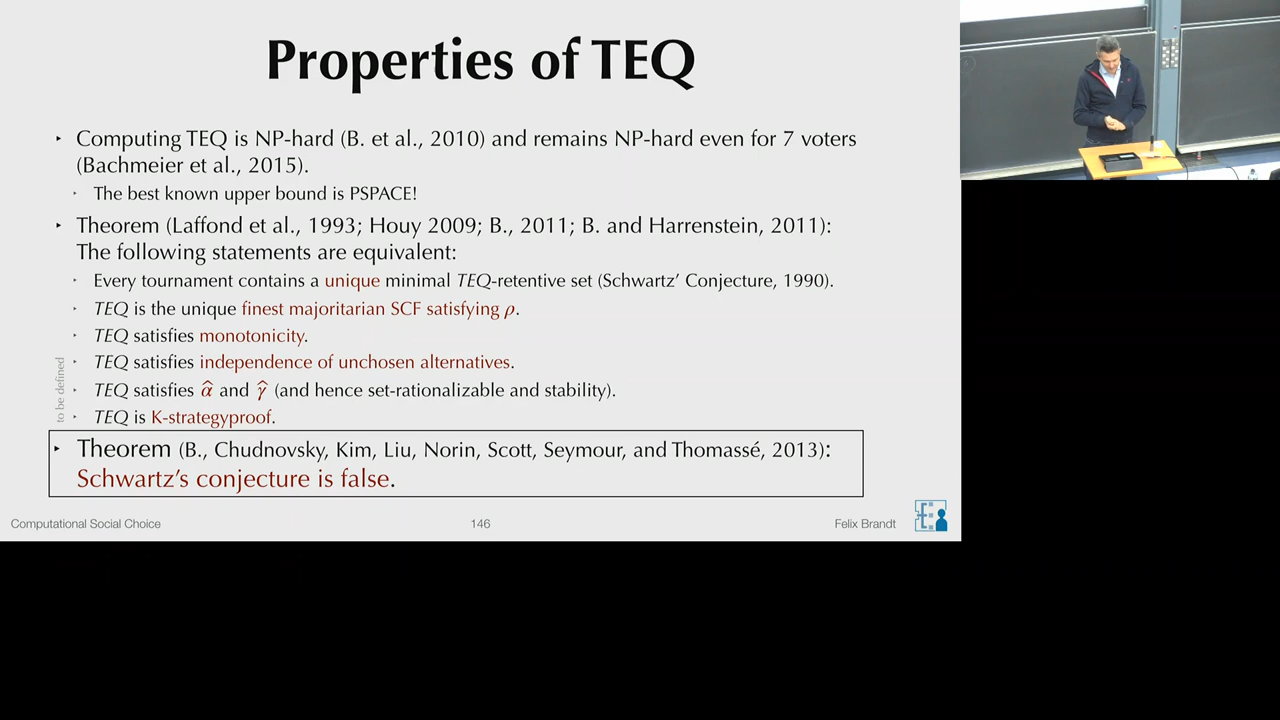 Properties of TEQ
‣ Computing TEQ is NP-hard (B. et al., 2010) and remains NP-hard even for 7 voters
(Bachmeier et al., 2015).
‣ The best known upper bound is PSPACE!
‣ Theorem (Laffond et al., 1993; Houy 2009; B., 2011; B. and Harrenstein, 2011):
The following statements are equivalent:
‣ Every tournament contains a unique minimal TEQ-retentive set (Schwartz’ Conjecture, 1990).
‣ TEQ is the unique finest majoritarian SCF satisfying ρ.
‣ TEQ satisfies monotonicity.
‣ TEQ satisfies independence of unchosen alternatives.
‣ TEQ satisfies α̂ and γ̂ (and hence set-rationalizable and stability).
‣ TEQ is K-strategyproof.
to be defined
‣ Theorem (B., Chudnovsky, Kim, Liu, Norin, Scott, Seymour, and Thomassé, 2013):
Schwartz’s conjecture is false.
Computational Social Choice
146
Felix Brandt